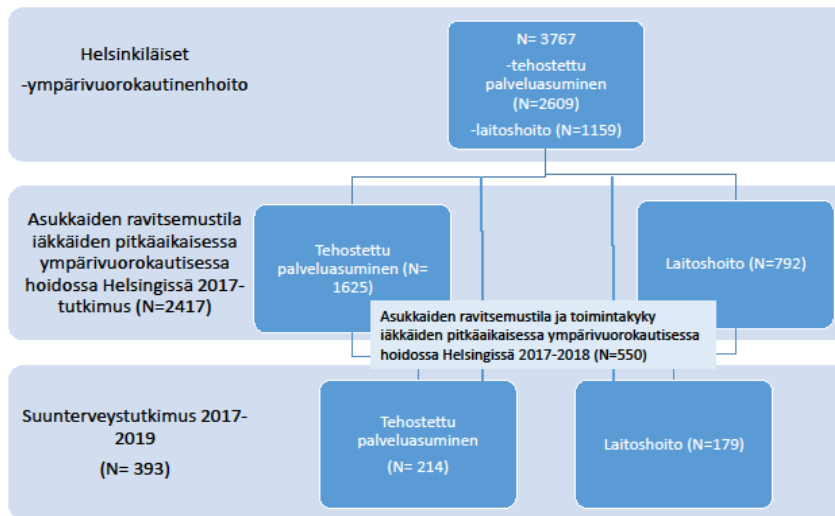 Helsinkiläiset
-ympärivuorokautinenhoito
N= 3767
-tehostettu
palveluasuminen
(N=2609)
-laitoshoito (N=1159)
Asukkaiden ravitsemustila
iäkkäiden pitkäaikaisessa
ympärivuorokautisessa
hoidossa Helsingissä 2017-
tutkimus (N=2417)
Tehostettu
palveluasuminen (N=
1625)
Laitoshoito (N=792)
Asukkaiden ravitsemustila ja toimintakyky
iäkkäiden pitkäaikaisessa ympärivuorokautisessa
hoidossa Helsingissä 2017-2018 (N=550)
Suunterveystutkimus 2017-
2019
(N= 393)
Tehostettu
palveluasuminen
(N= 214)
Laitoshoito (N=179)